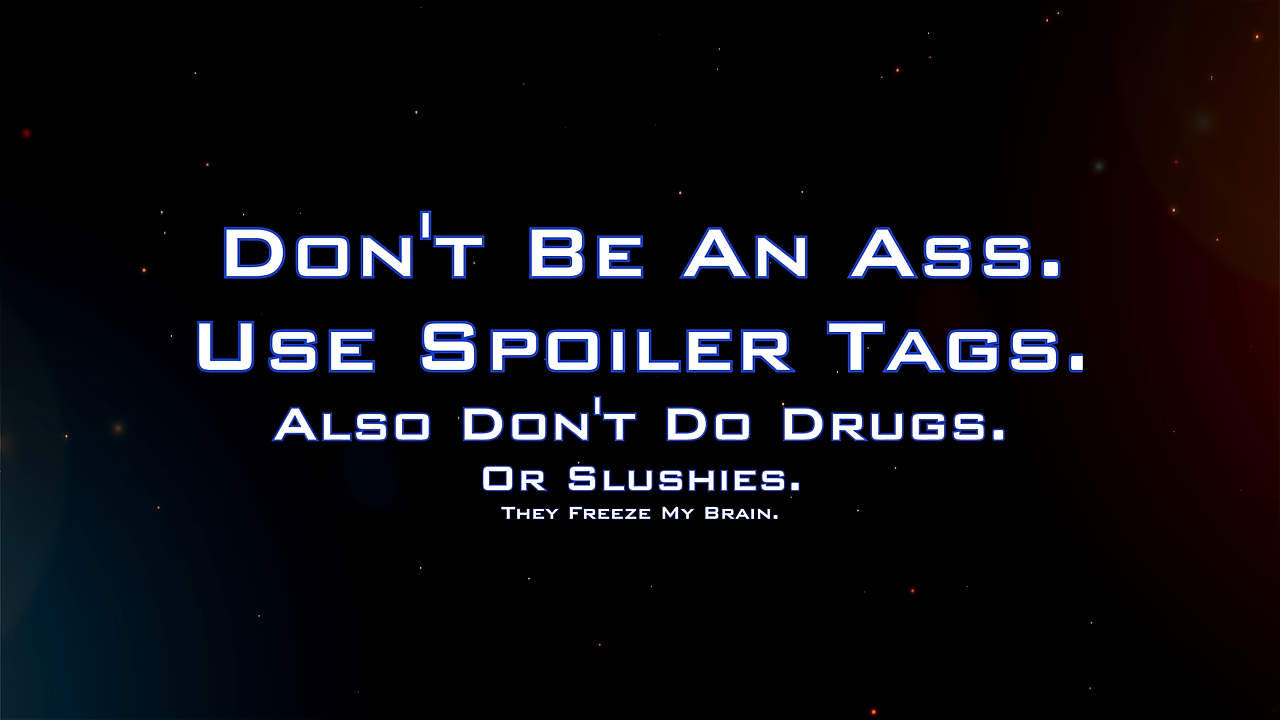 Don't Be An Ass.
Use Spoiler Tags.
Also Don't Do Drugs.
Or Slushies.
They Freeze My Brain.